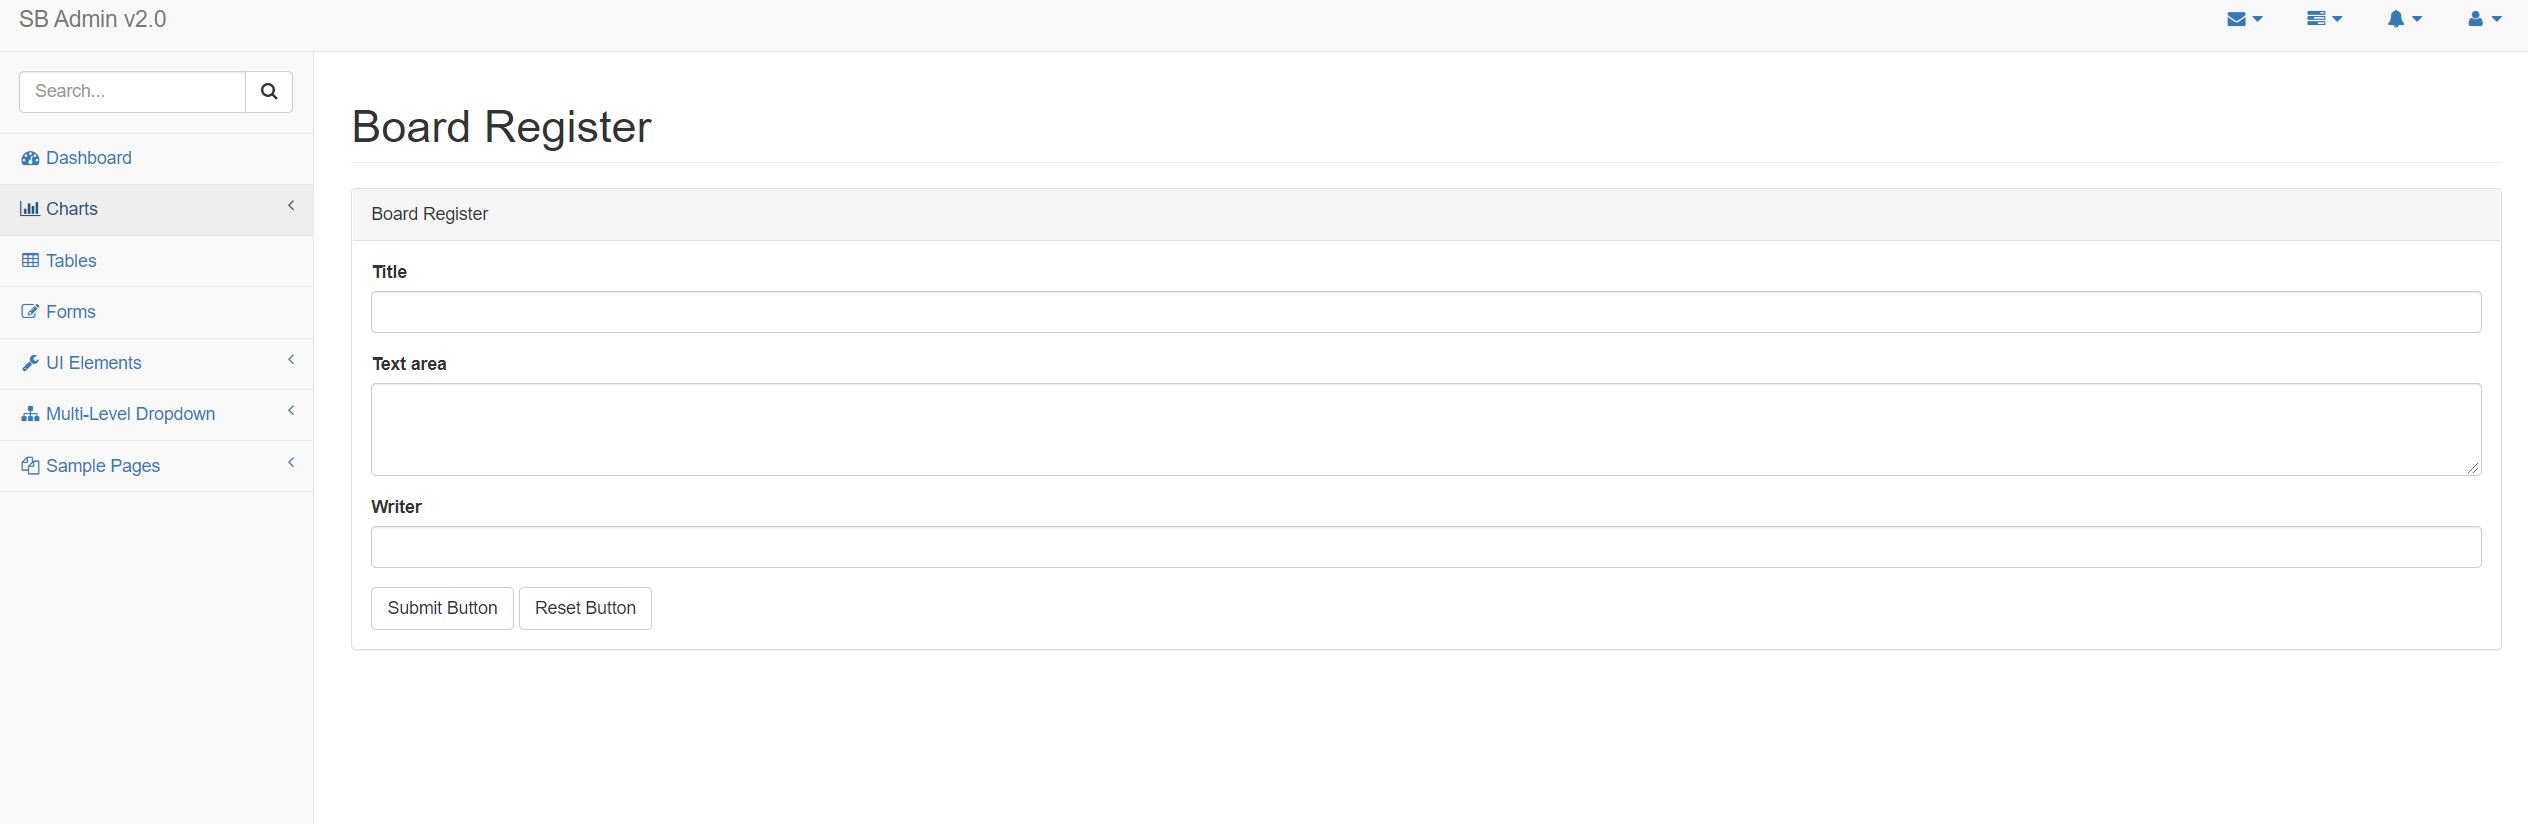 SB Admin v2.0
Search...
Dashboard
Charts
Tables
Forms
UI Elements
Multi-Level Dropdown
Sample Pages
Board Register
Board Register
Title
Text area
Writer
Submit Button Reset Button